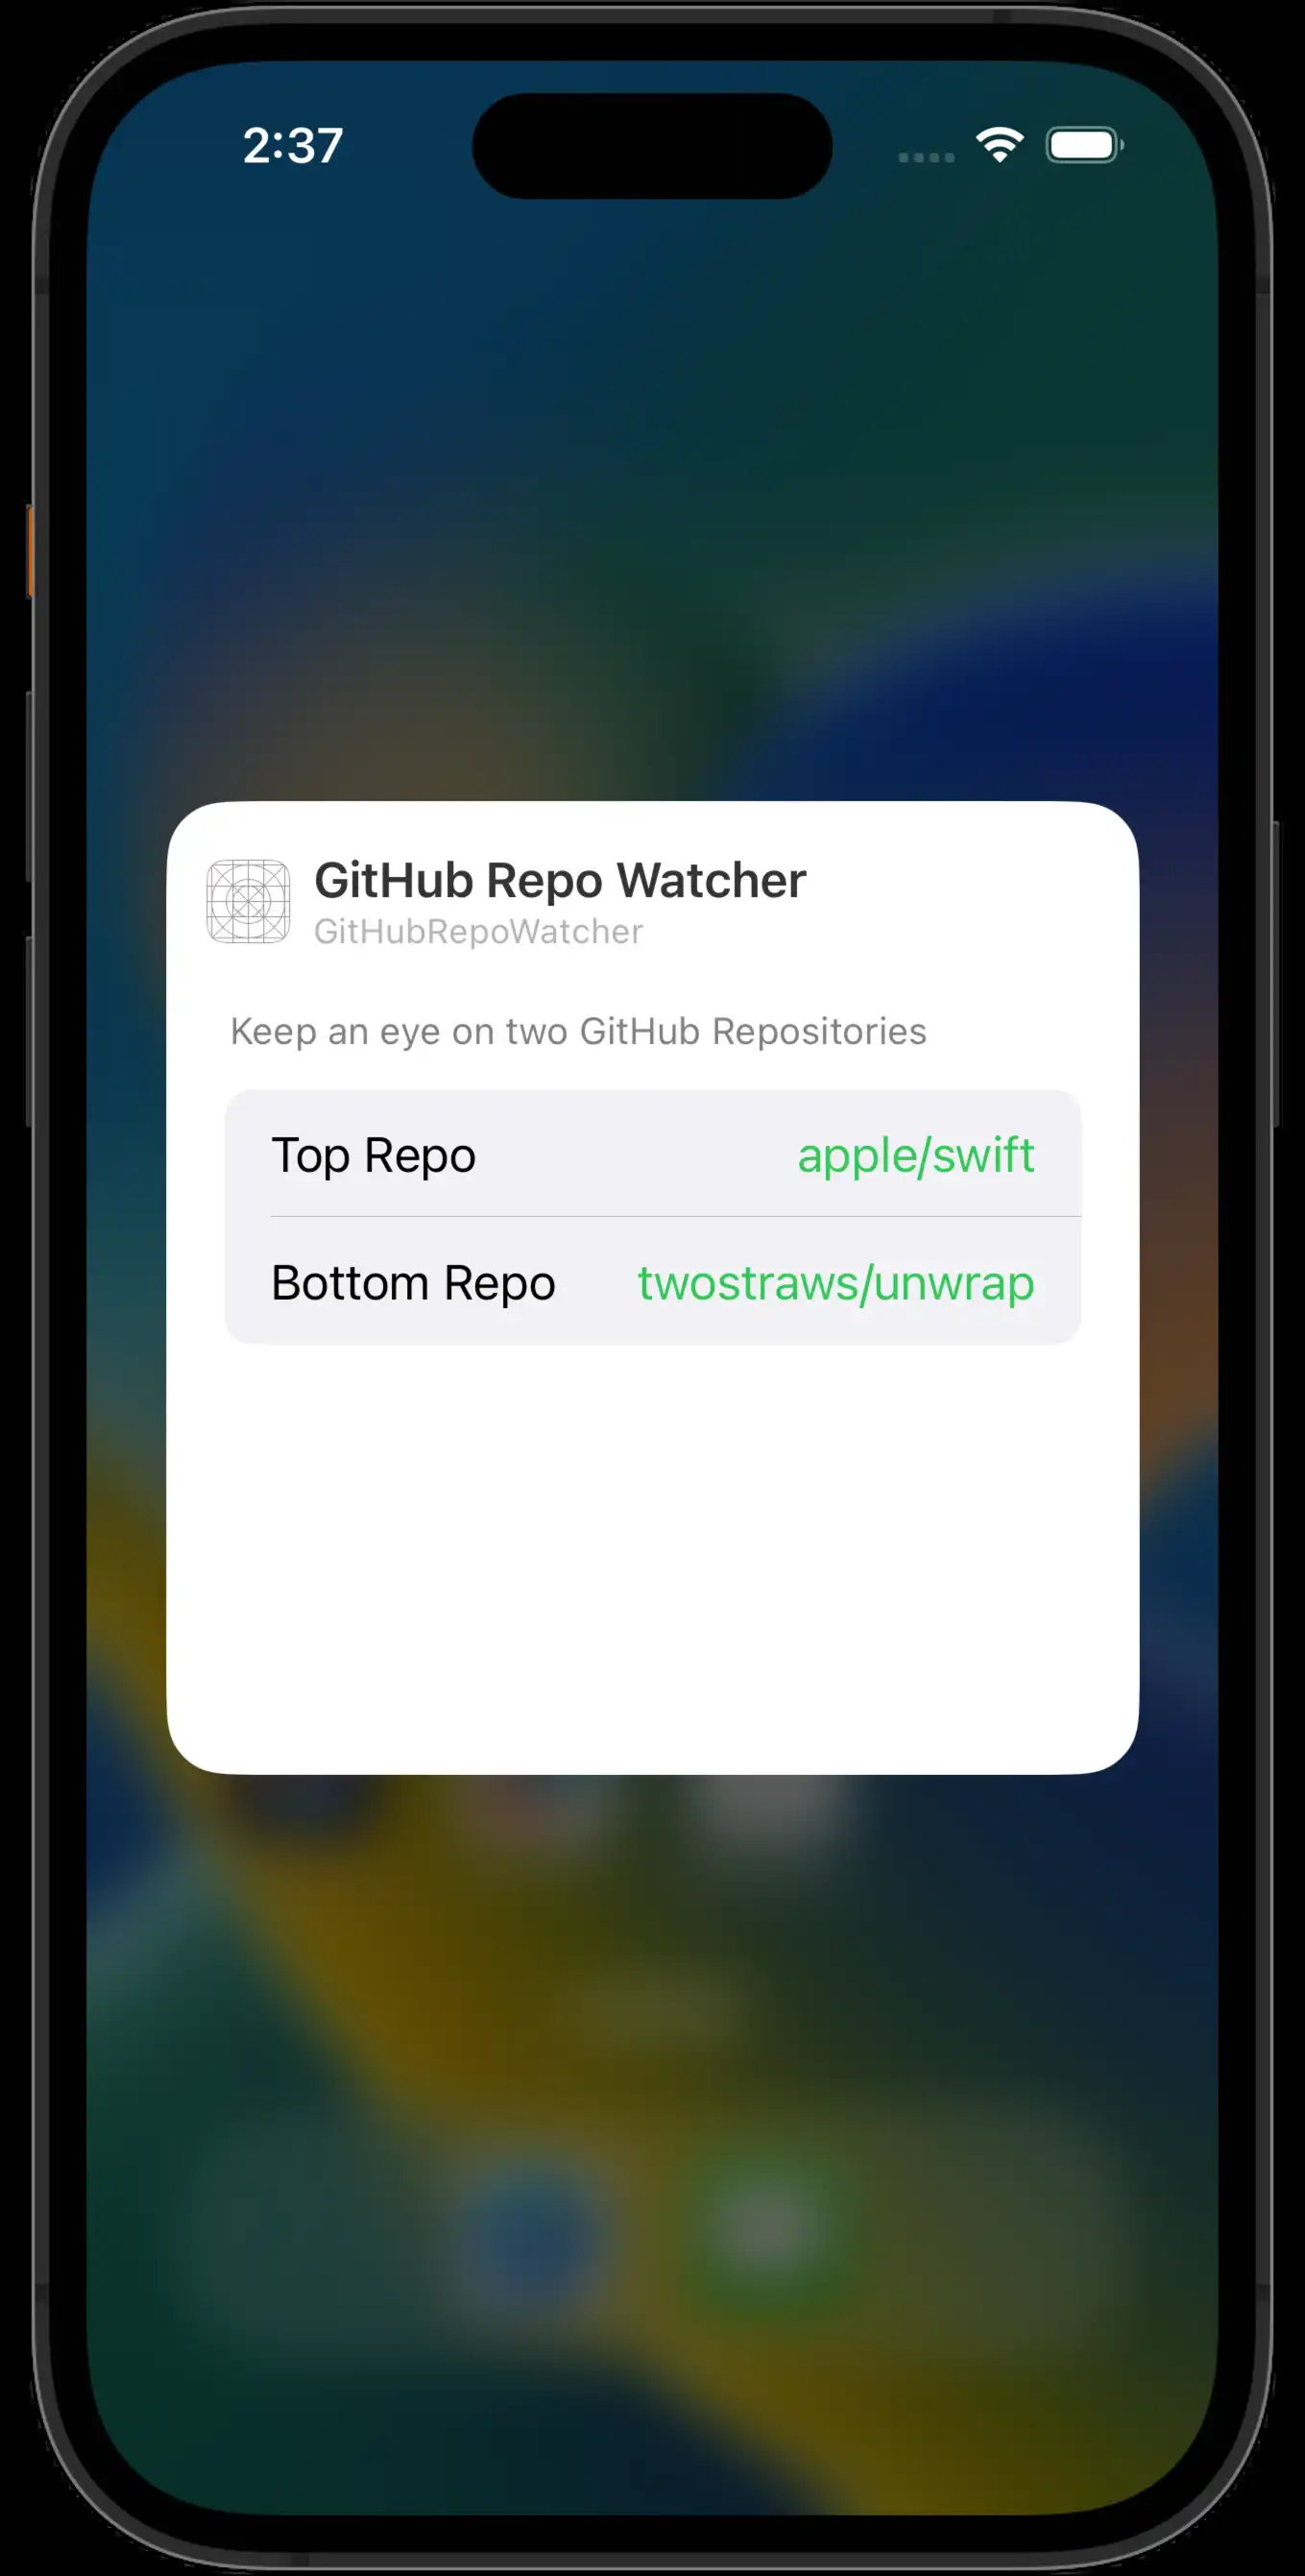 2:37
GitHub Repo Watcher
GitHubRepoWatcher
Keep an eye on two GitHub Repositories
Top Repo apple/swift
Bottom Repo twostraws/unwrap